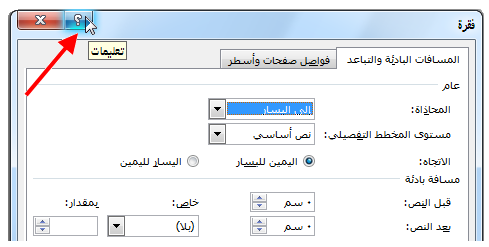 فقرة
?
تعليمات
المسافات البادئة والتباعد فواصل صفحات وأسطر
عام
المحاذاة: إلى اليسار
مستوى المخطط التفصيلي: نص أساسي
الاتجاه: اليمين لليسار اليسار لليمين
مسافة بادئة
قبل النص: ٠ سم خاص: بمقدار:
بعد النص: ٠ سم (بلا)